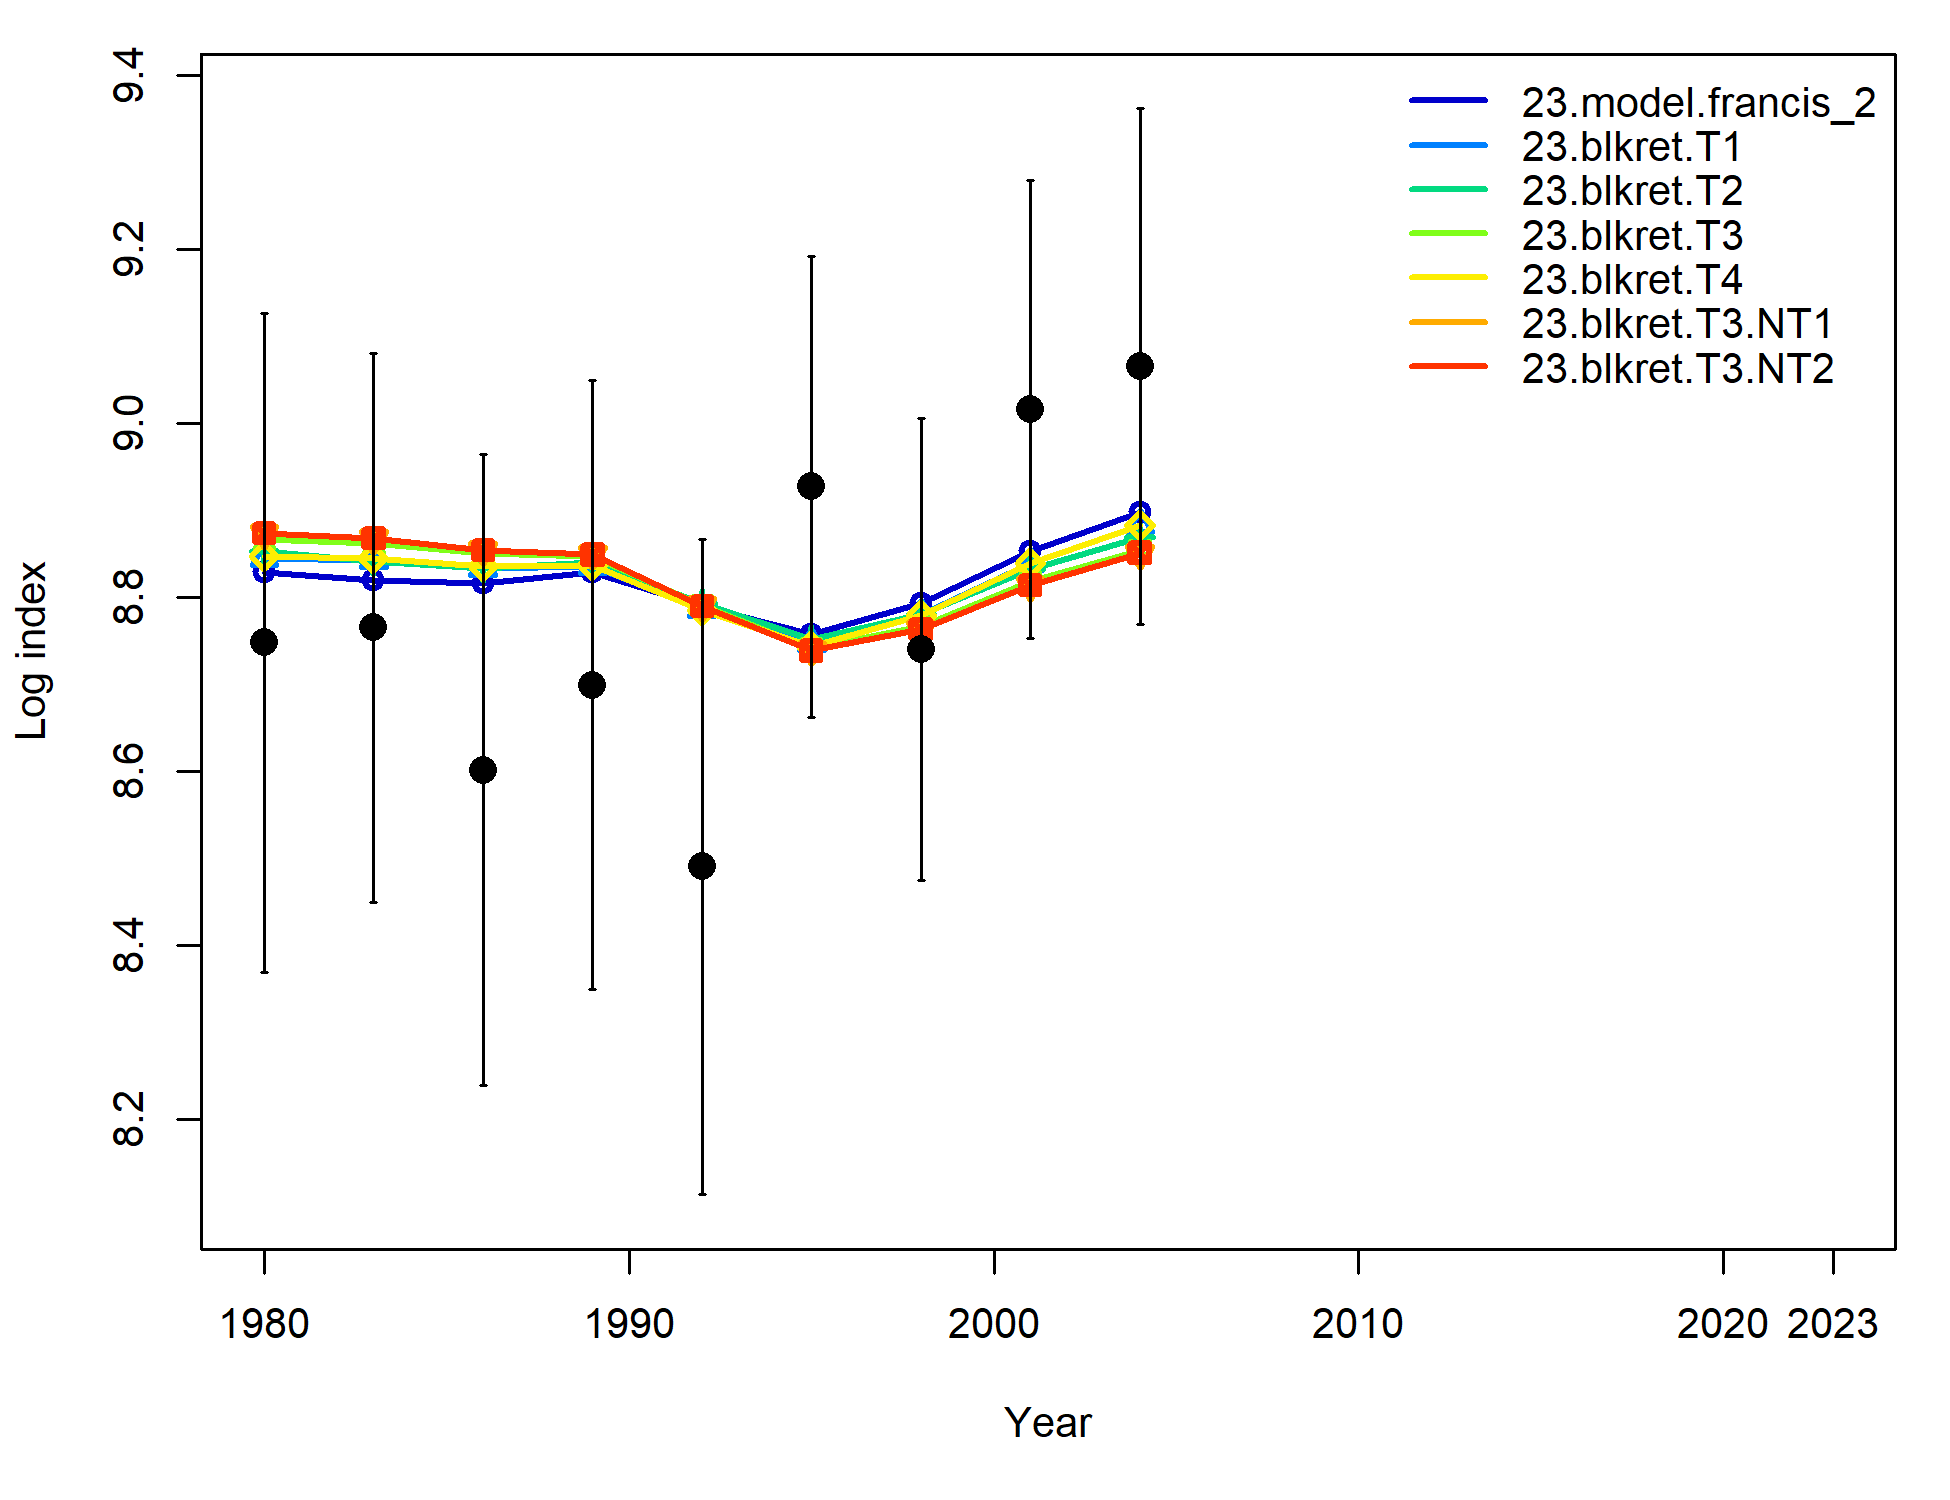 9.4
9.2
9.0
8.8
8.6
8.4
8.2
Log index
23.model.francis_2
23.blkret.T1
23.blkret.T2
23.blkret.T3
23.blkret.T4
23.blkret.T3.NT1
23.blkret.T3.NT2
1980 1990 2000 2010 2020 2023
Year